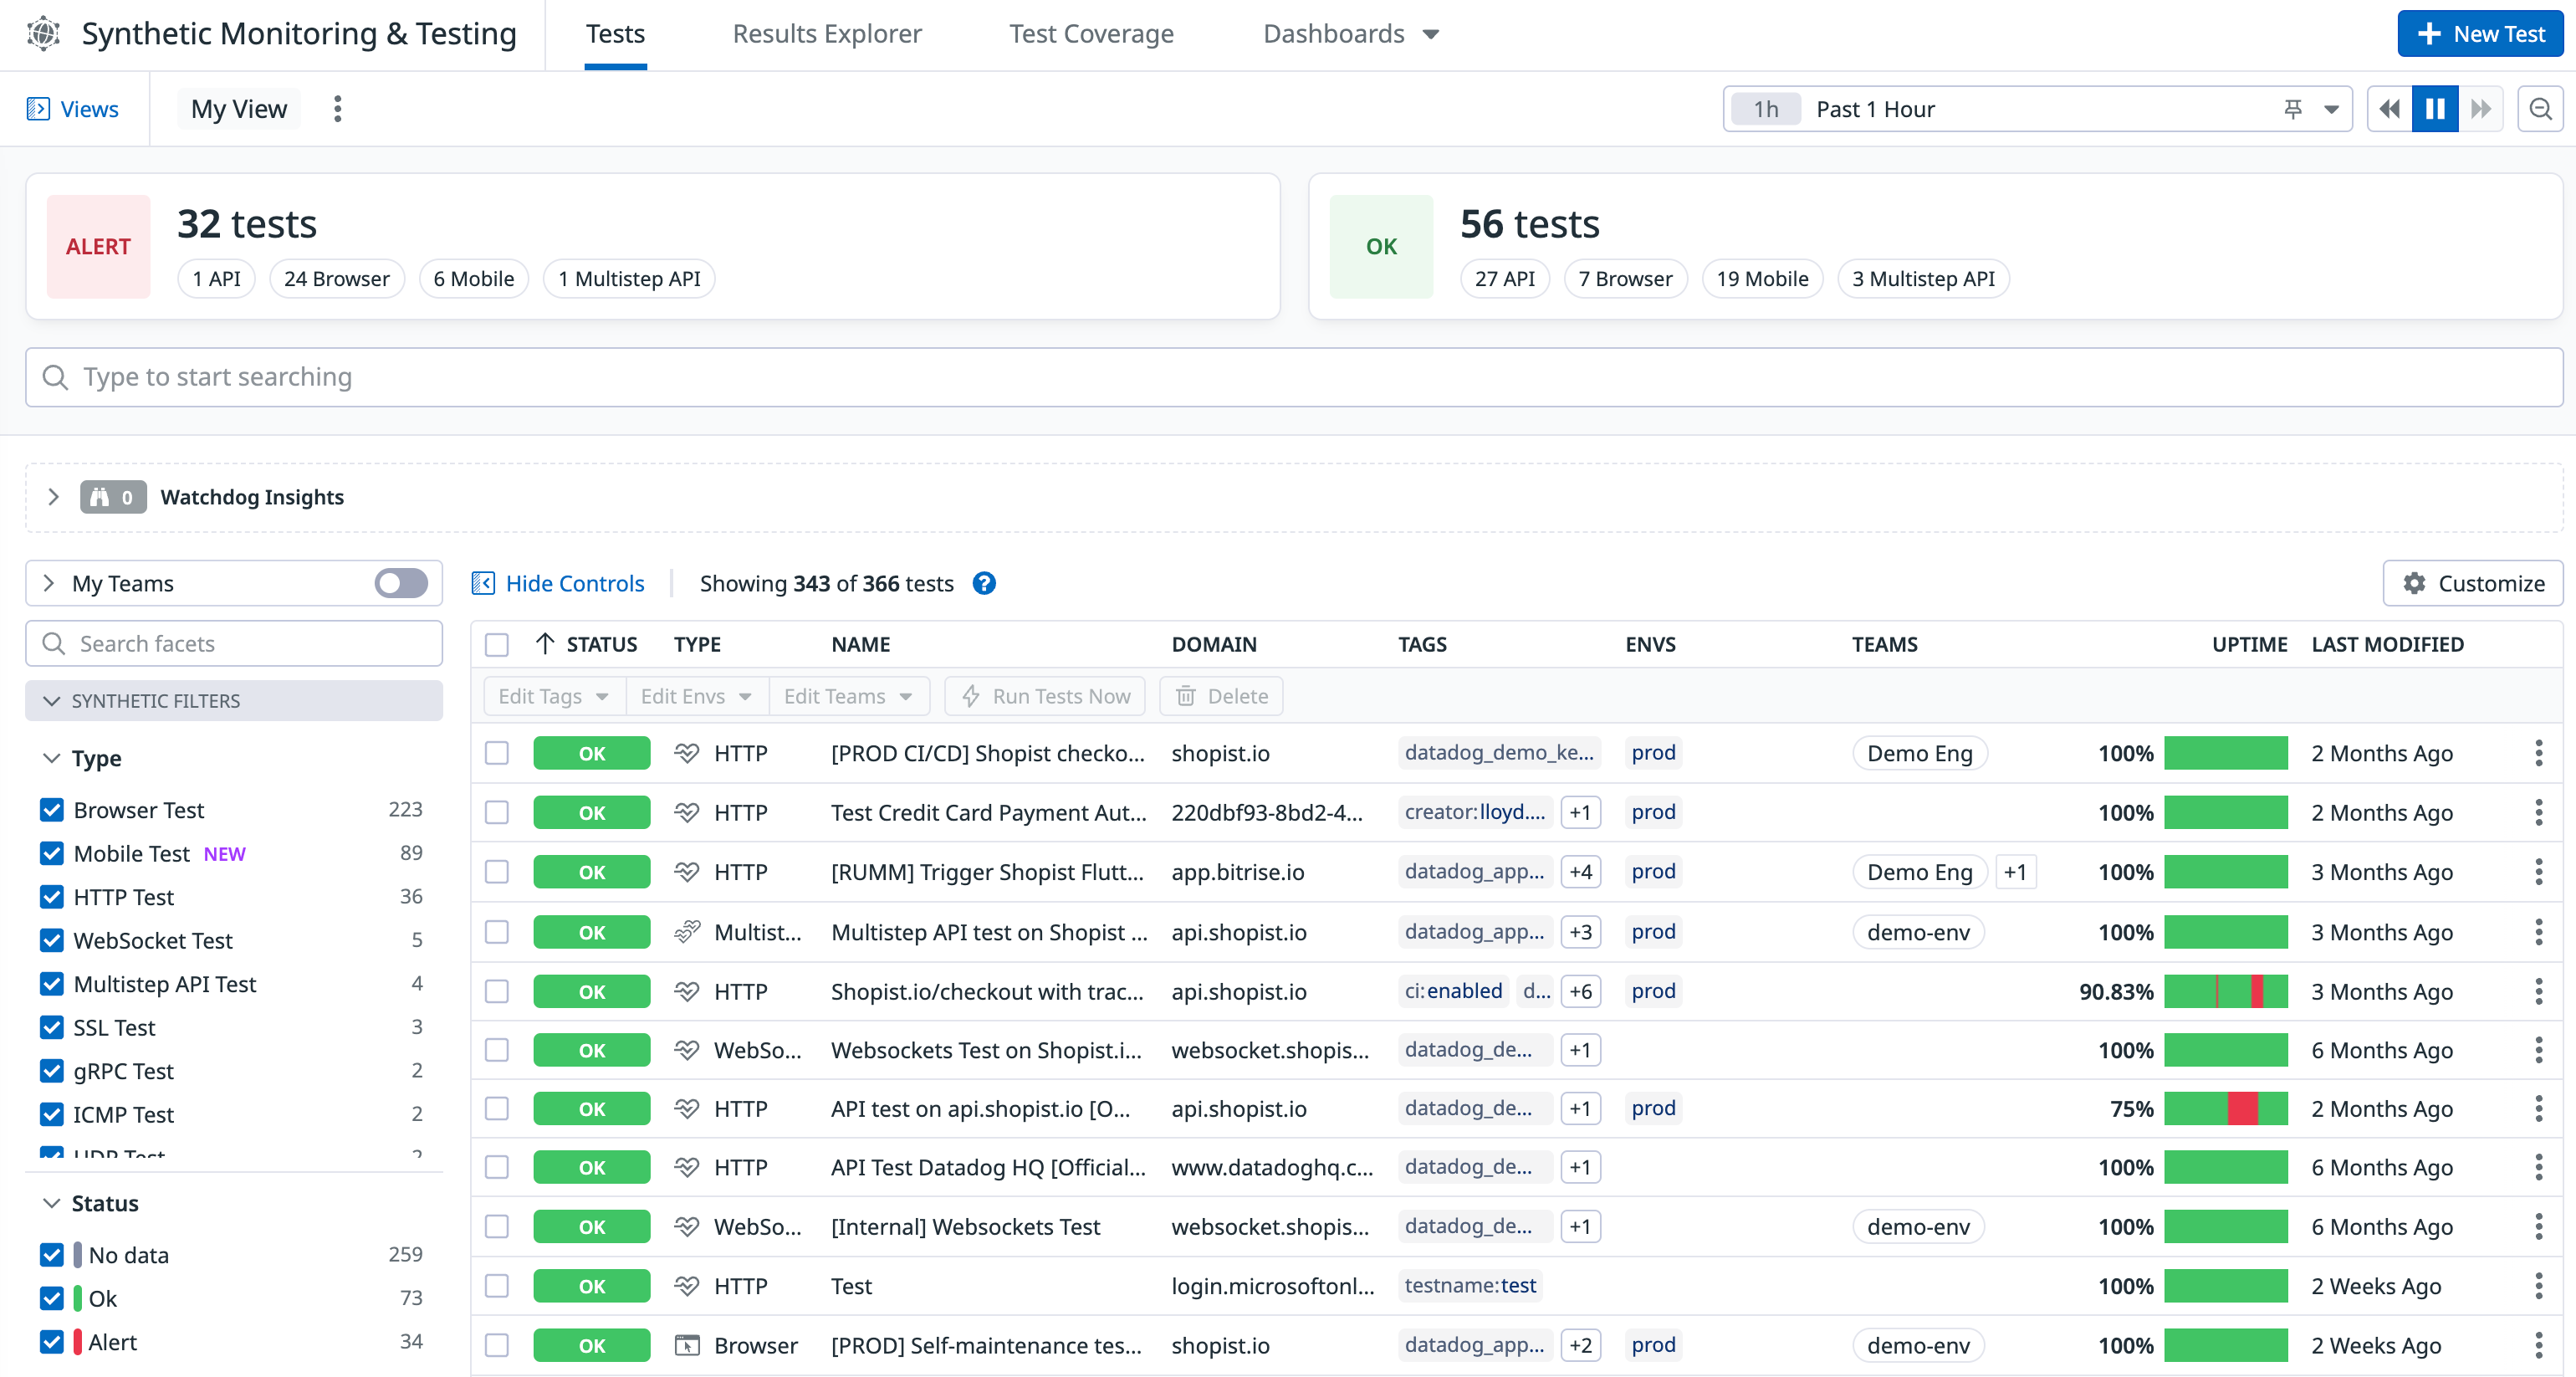 Synthetic Monitoring & Testing Tests Results Explorer Test Coverage Dashboards New Test
Views My View 1h Past 1 Hour
ALERT 32 tests
1 API 24 Browser 6 Mobile 1 Multistep API
OK 56 tests
27 API 7 Browser 19 Mobile 3 Multistep API
Type to start searching
0 Watchdog Insights
My Teams
Search facets
SYNTHETIC FILTERS
Type
Browser Test 223
Mobile Test NEW 89
HTTP Test 36
WebSocket Test 5
Multistep API Test 4
SSL Test 3
gRPC Test 2
ICMP Test 2
UDP Test 2
Status
No data 259
Ok 73
Alert 34
Hide Controls Showing 343 of 366 tests ? Customize
STATUS TYPE NAME DOMAIN TAGS ENVS TEAMS UPTIME LAST MODIFIED
Edit Tags Edit Envs Edit Teams Run Tests Now Delete
OK HTTP [PROD CI/CD] Shopist checko... shopist.io datadog_demo_ke... prod Demo Eng 100% 2 Months Ago
OK HTTP Test Credit Card Payment Aut... 220dbf93-8bd2-4... creator:lloyd.... +1 prod 100% 2 Months Ago
OK HTTP [RUMM] Trigger Shopist Flutt... app.bitrise.io datadog_app... +4 prod Demo Eng +1 100% 3 Months Ago
OK Multist... Multistep API test on Shopist ... api.shopist.io datadog_app... +3 prod demo-env 100% 3 Months Ago
OK HTTP Shopist.io/checkout with trac... api.shopist.io ci:enabled d... +6 prod 90.83% 3 Months Ago
OK WebSo... Websockets Test on Shopist.i... websocket.shopis... datadog_de... +1 100% 6 Months Ago
OK HTTP API test on api.shopist.io [O... api.shopist.io datadog_de... +1 prod 75% 2 Months Ago
OK HTTP API Test Datadog HQ [Official... www.datadoghq.c... datadog_de... +1 100% 6 Months Ago
OK WebSo... [Internal] Websockets Test websocket.shopis... datadog_de... +1 demo-env 100% 6 Months Ago
OK HTTP Test login.microsoftonl... testname:test 100% 2 Weeks Ago
OK Browser [PROD] Self-maintenance tes... shopist.io datadog_app... +2 prod demo-env 100% 2 Weeks Ago